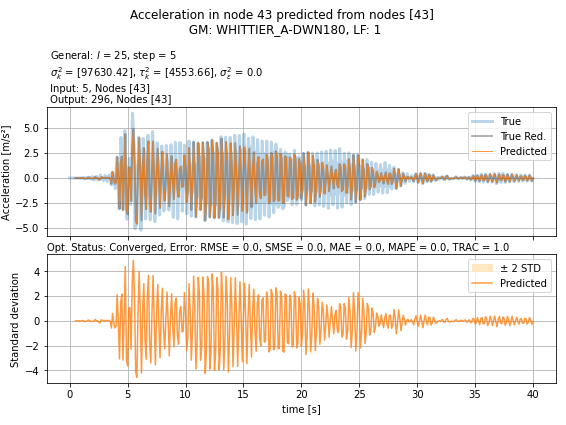 Acceleration in node 43 predicted from nodes [43]
GM: WHITTIER_A-DWN180, LF: 1
General: l = 25, step = 5
σ²ₖ = [97630.42], τ²ₖ = [4553.66], σ²ε = 0.0
Input: 5, Nodes [43]
Output: 296, Nodes [43]
Acceleration [m/s²]
5.0
2.5
0.0
−2.5
−5.0
True
True Red.
Predicted
Opt. Status: Converged, Error: RMSE = 0.0, SMSE = 0.0, MAE = 0.0, MAPE = 0.0, TRAC = 1.0
Standard deviation
4
2
0
−2
−4
± 2 STD
Predicted
0 5 10 15 20 25 30 35 40
time [s]